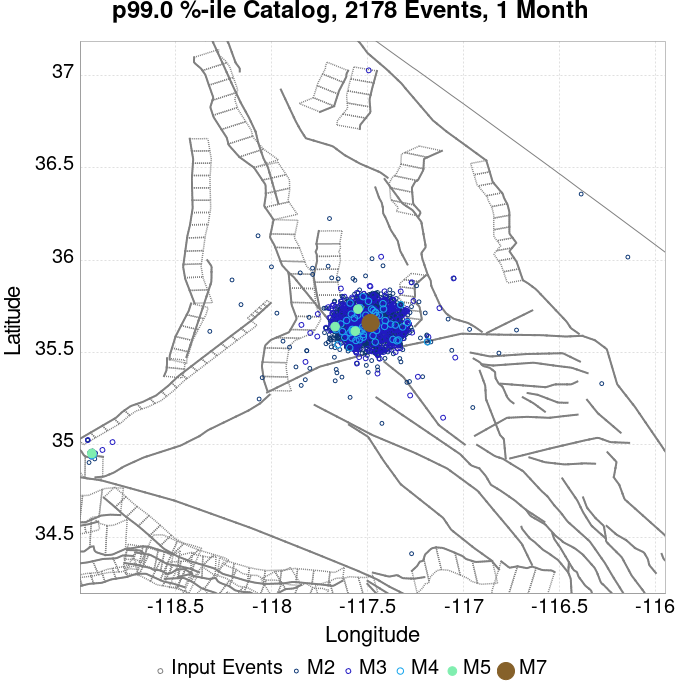 p99.0 %-ile Catalog, 2178 Events, 1 Month
37
36.5
36
35.5
35
34.5
Latitude
-118.5 -118 -117.5 -117 -116.5 -116
Longitude
Input Events M2 M3 M4 M5 M7